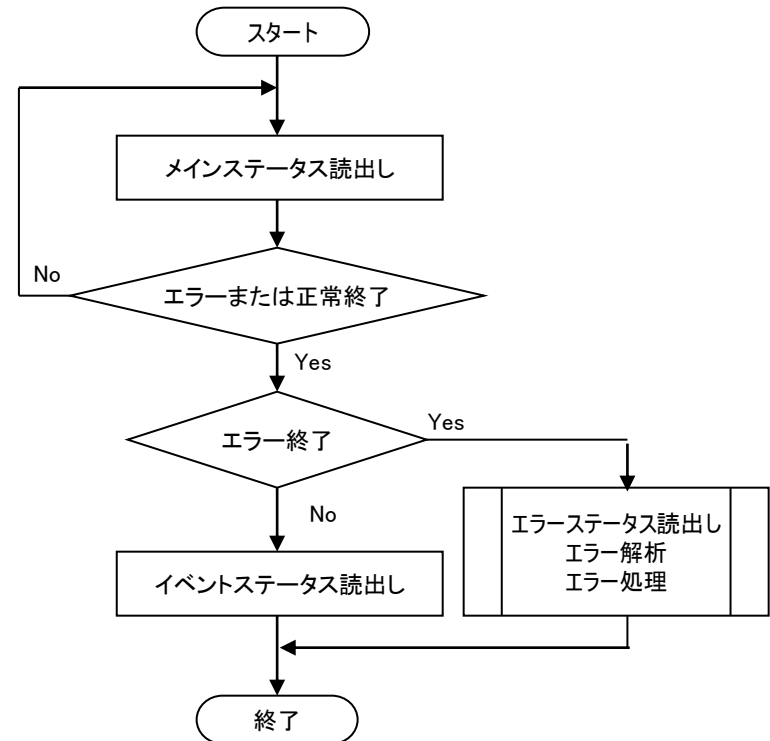 スタート
メインステータス読出し
No
エラーまたは正常終了
Yes
エラー終了
Yes
No
エラーステータス読出し
エラー解析
エラー処理
イベントステータス読出し
終了